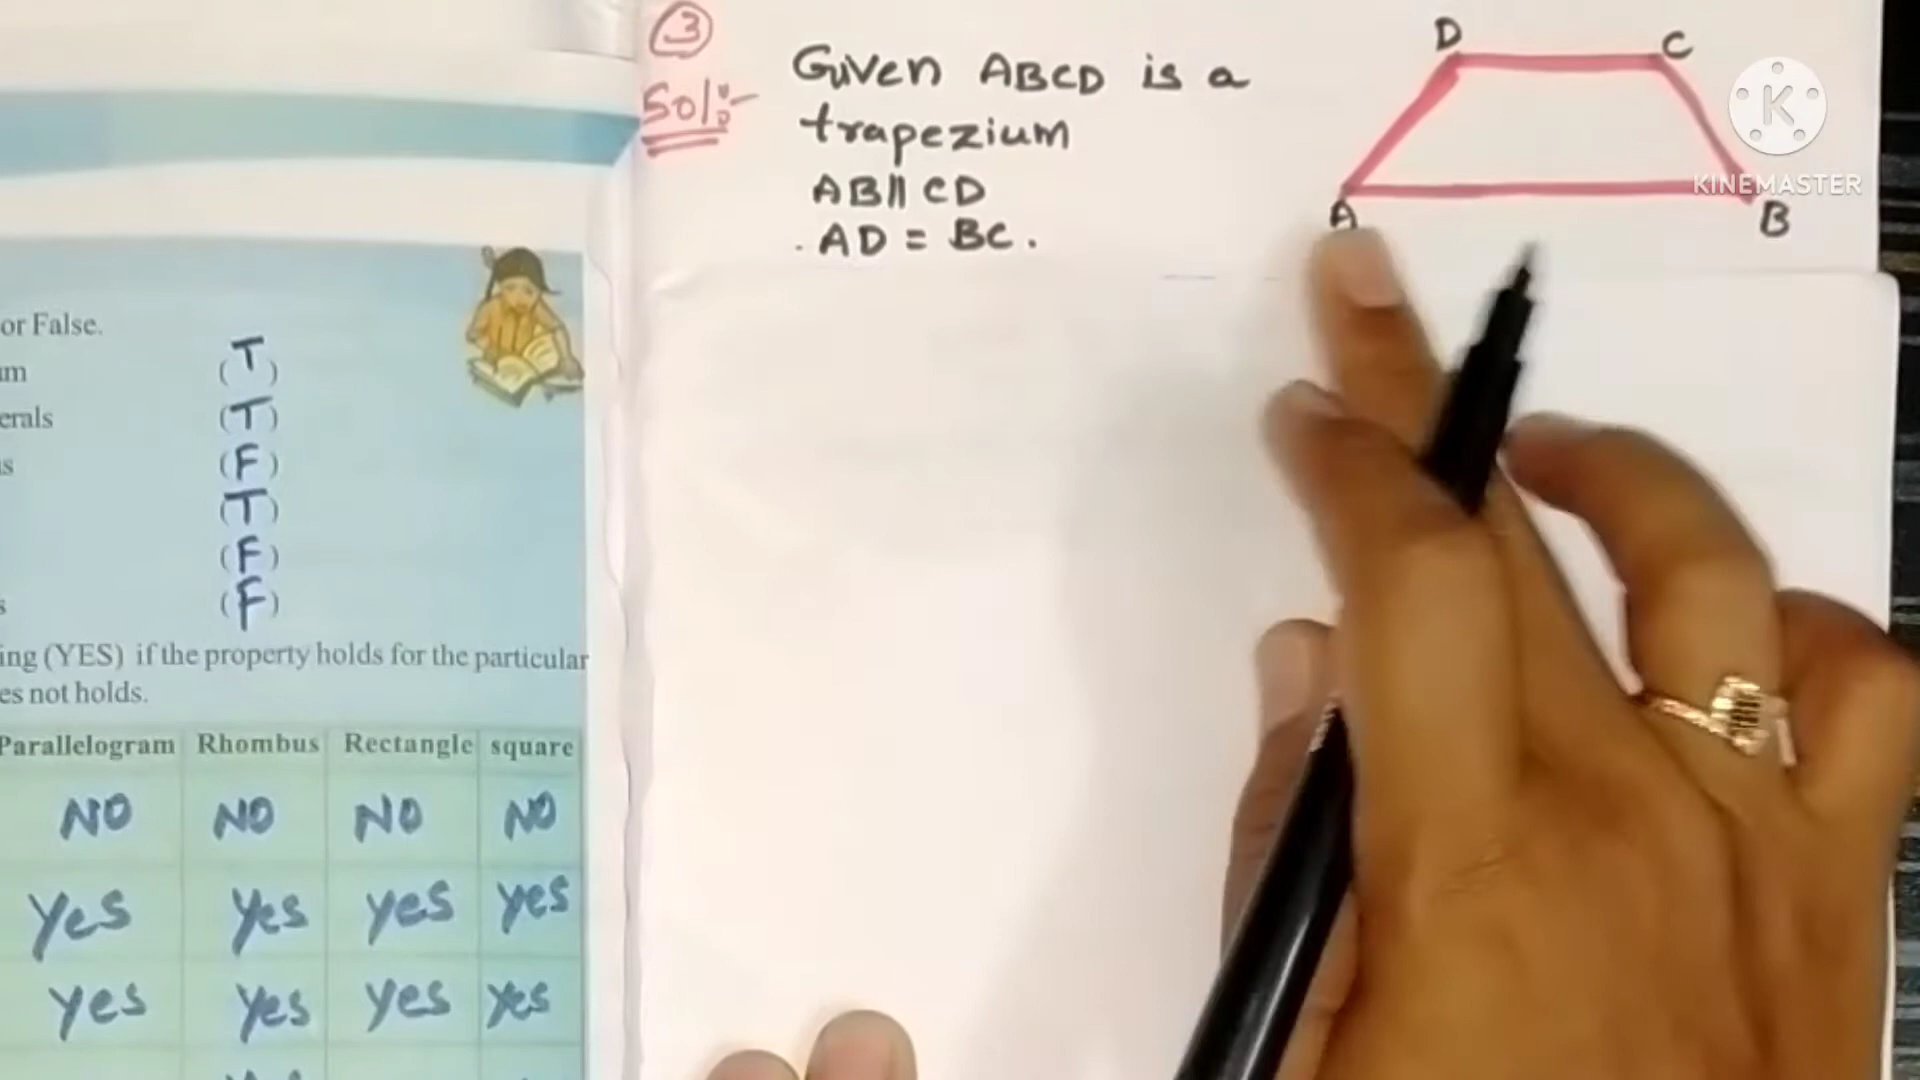 or False.
(T)
erals (T)
(F)
(T)
(F)
(F)
ing (YES) if the property holds for the particular
es not holds.
Parallelogram Rhombus Rectangle square
NO NO NO NO
Yes Yes Yes Yes
Yes Yes Yes Yes
3
Sol:-
Given ABCD is a
trapezium
AB || CD
. AD = BC .
D C
A B
K
KINEMASTER